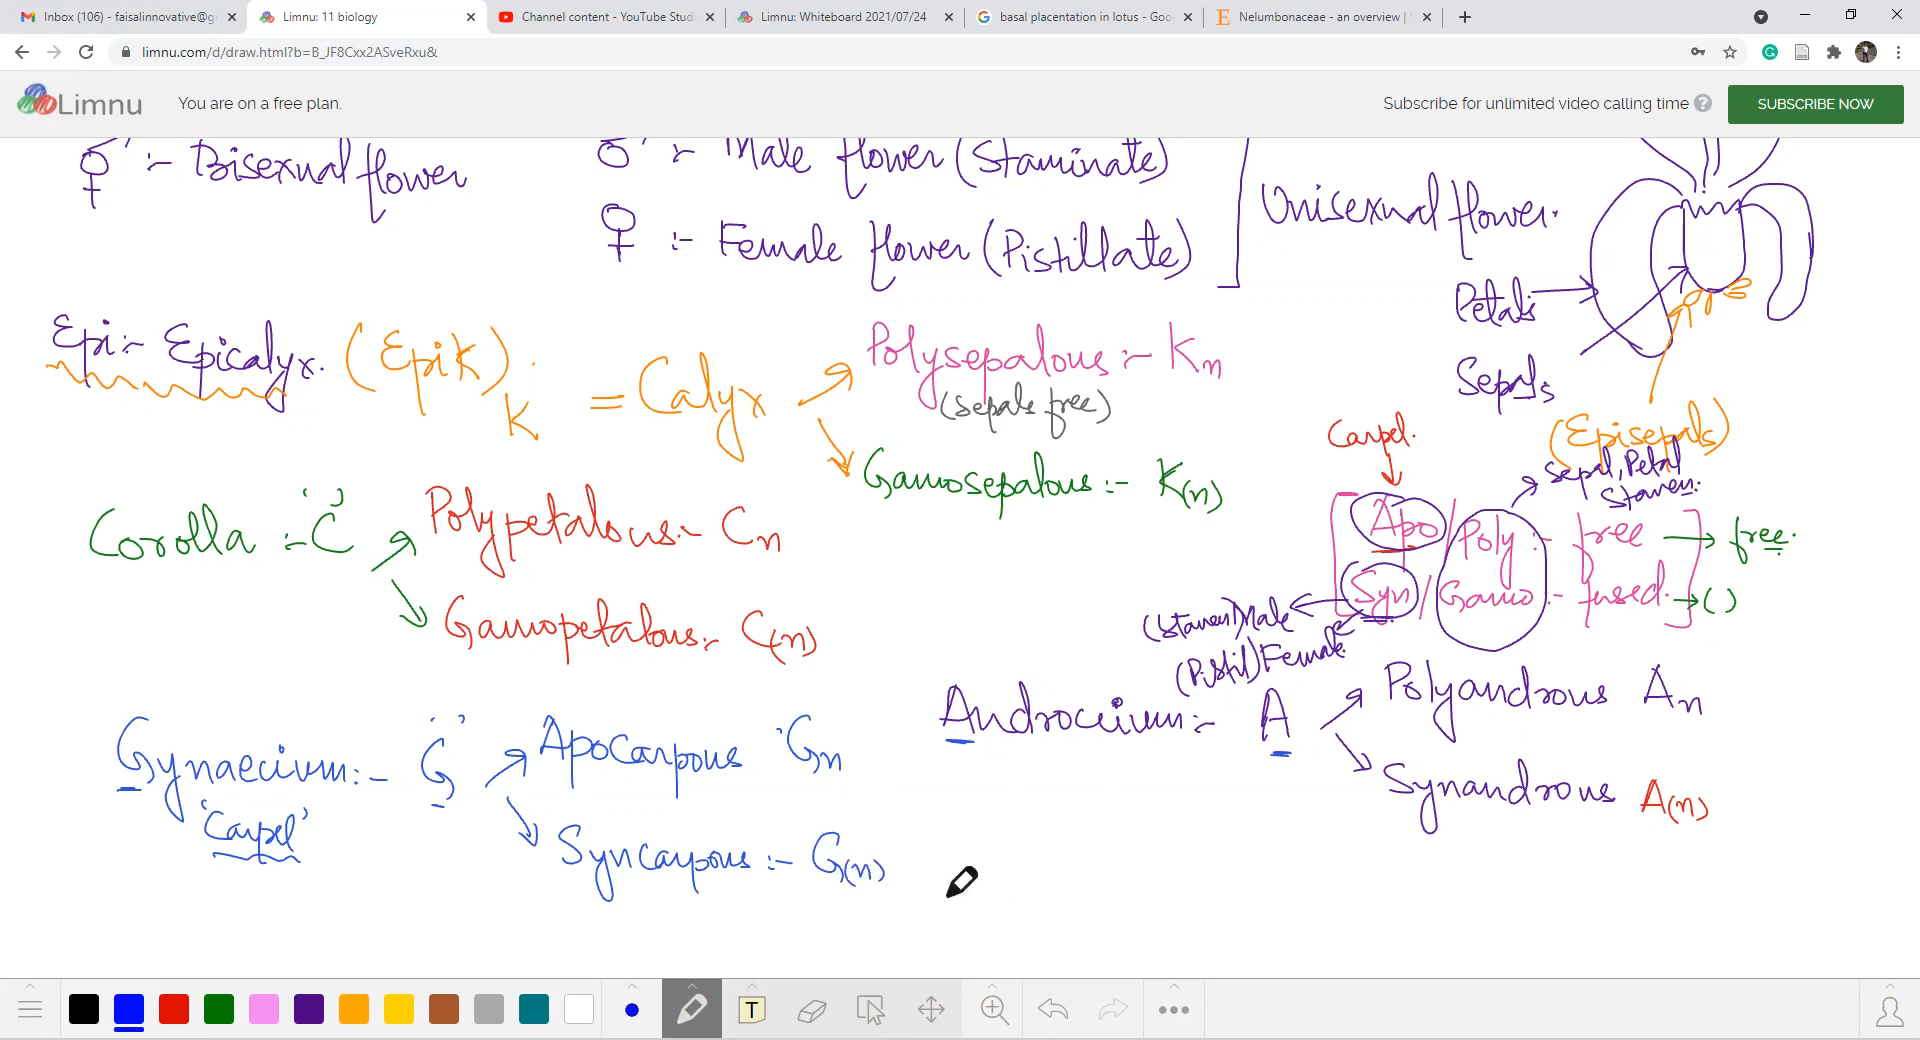 Inbox (106) - faisalinnovative@g
Limnu: 11 biology
Channel content - YouTube Stud
Limnu: Whiteboard 2021/07/24
basal placentation in lotus - Goo
Nelumbonaceae - an overview | S
limnu.com/d/draw.html?b=B_JF8Cxx2ASveRxu&
Limnu
You are on a free plan.
Subscribe for unlimited video calling time ?
SUBSCRIBE NOW
⚥ :- Bisexual flower
:- Male flower (Staminate)
♀ :- Female flower (Pistillate)
Unisexual flower.
Petals
Sepals
(Episepals)
Epi :- Epicalyx. (EpiK)
K = Calyx
Polysepalous :- Kn
(sepals free)
Gamosepalous :- K(n)
Corolla :- 'C'
Polypetalous :- Cn
Gamopetalous :- C(n)
Carpel.
Sepal, Petal
Stamen.
Apo / Poly :- free → free.
Syn / Gamo :- fused. → ( )
(Stamen) Male
(Pistil) Female
Androecium :- A
Polyandrous An
Synandrous A(n)
Gynaecium :- 'G'
'Carpel'
Apocarpous Gn
Syncarpous :- G(n)
T